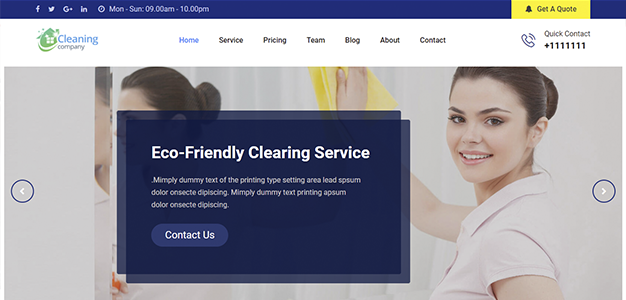 Mon - Sun: 09.00am - 10.00pm
Get A Quote
Cleaning
company
Home Service Pricing Team Blog About Contact
Quick Contact
+1111111
Eco-Friendly Clearing Service
.Mimply dummy text of the printing type setting area lead spsum
dolor onsecte dipiscing. Mimply dummy text printing apsum
dolor onsecte dipiscing.
Contact Us